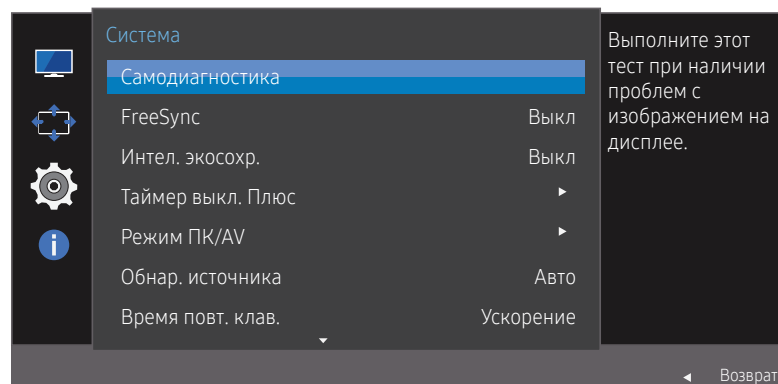 Система
Самодиагностика
FreeSync Выкл
Интел. экосохр. Выкл
Таймер выкл. Плюс
Режим ПК/AV
Обнар. источника Авто
Время повт. клав. Ускорение
Выполните этот
тест при наличии
проблем с
изображением на
дисплее.
Возврат